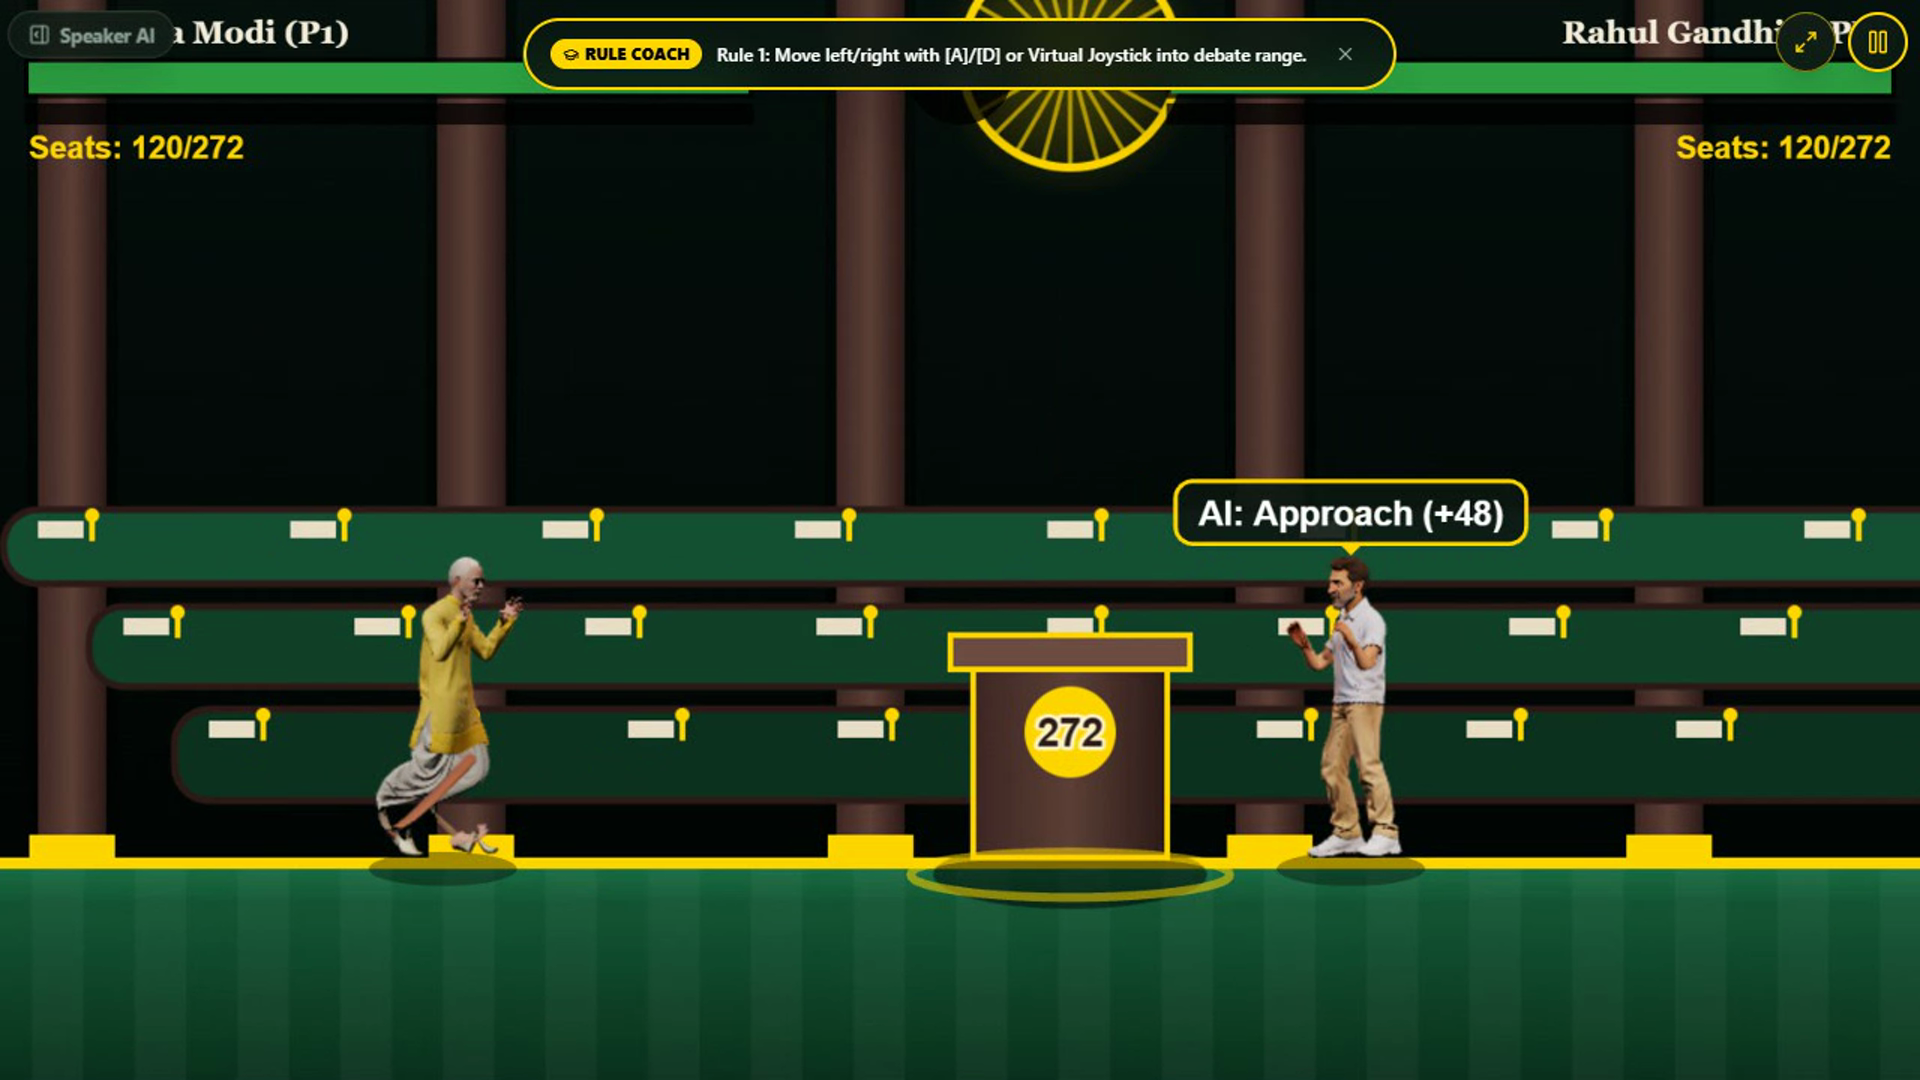 Speaker AI
a Modi (P1)
RULE COACH Rule 1: Move left/right with [A]/[D] or Virtual Joystick into debate range.
Rahul Gandhi
Seats: 120/272
Seats: 120/272
AI: Approach (+48)
272